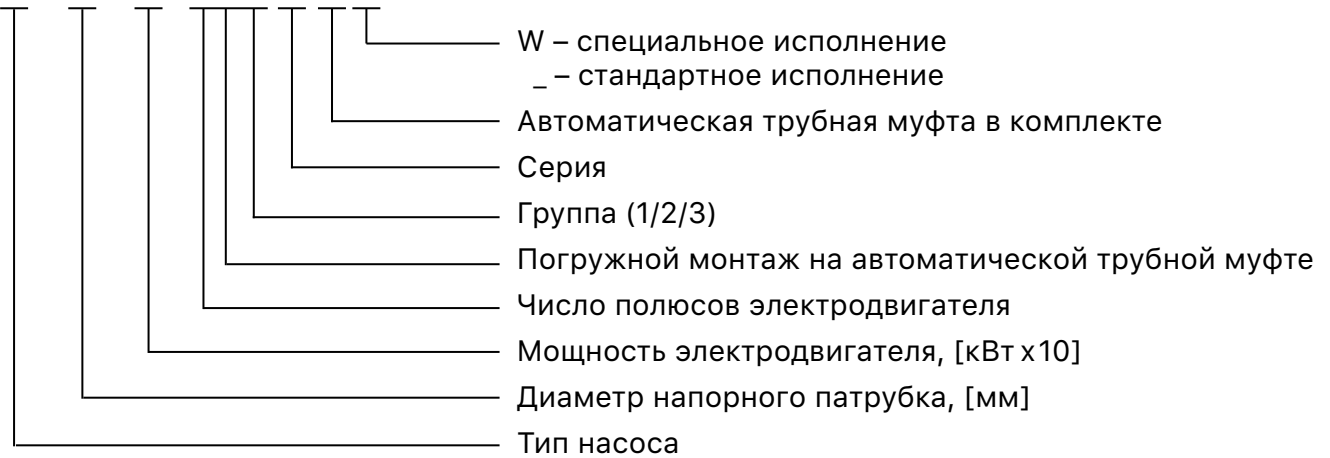 W – специальное исполнение
_ – стандартное исполнение
Автоматическая трубная муфта в комплекте
Серия
Группа (1/2/3)
Погружной монтаж на автоматической трубной муфте
Число полюсов электродвигателя
Мощность электродвигателя, [кВт х10]
Диаметр напорного патрубка, [мм]
Тип насоса